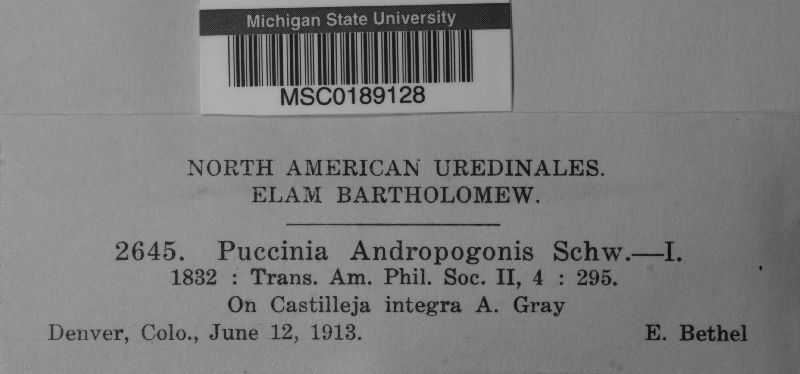 Michigan State University
MSC0189128
NORTH AMERICAN UREDINALES.
ELAM BARTHOLOMEW.
2645. Puccinia Andropogonis Schw.—I.
1832 : Trans. Am. Phil. Soc. II, 4 : 295.
On Castilleja integra A. Gray
Denver, Colo., June 12, 1913. E. Bethel